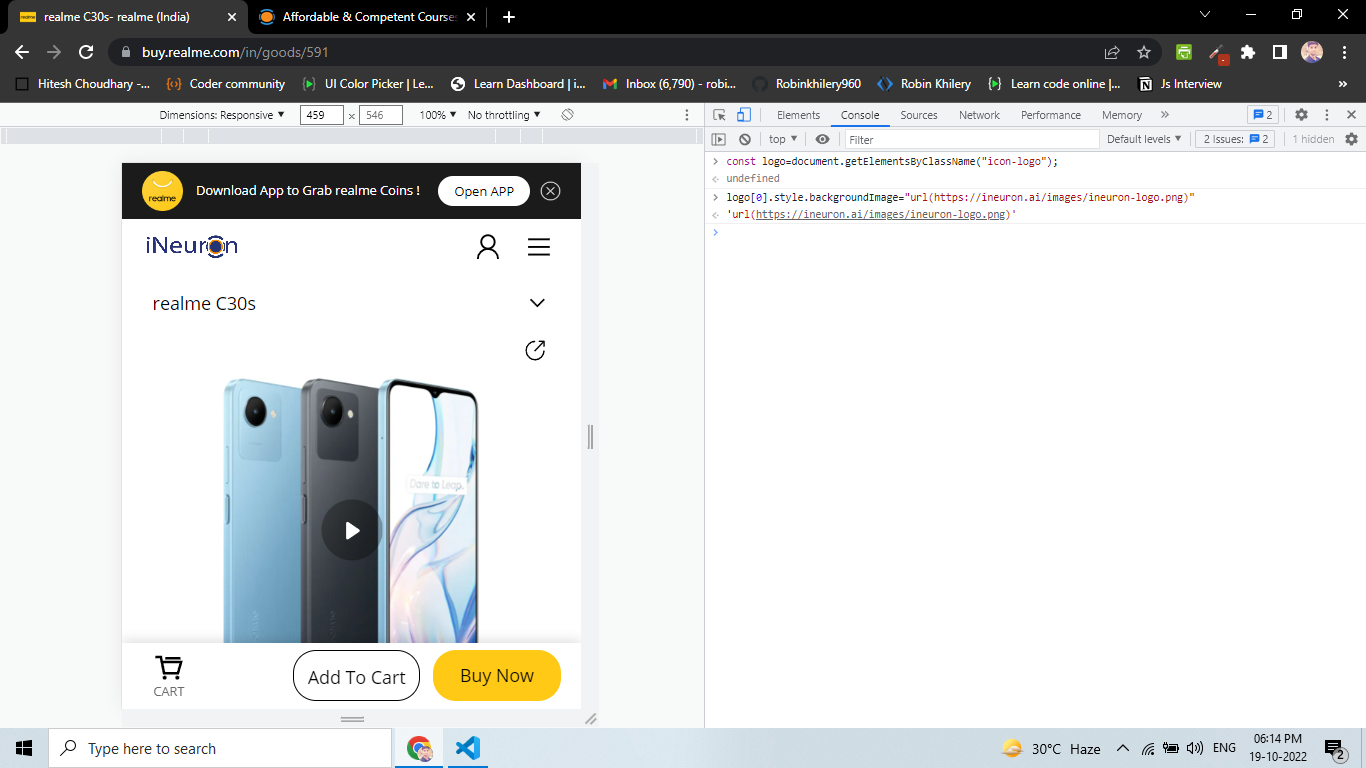 realme C30s- realme (India)
Affordable & Competent Courses
buy.realme.com/in/goods/591
Hitesh Choudhary -...
Coder community
UI Color Picker | Le...
Learn Dashboard | i...
Inbox (6,790) - robi...
Robinkhilery960
Robin Khilery
Learn code online |...
Js Interview
»
Dimensions: Responsive ▼
459 × 546
100% ▼
No throttling ▼
Elements
Console
Sources
Network
Performance
Memory
»
2
top ▼
Filter
Default levels ▼
2 Issues: 2
1 hidden
const logo=document.getElementsByClassName("icon-logo");
undefined
logo[0].style.backgroundImage="url(https://ineuron.ai/images/ineuron-logo.png)"
'url(https://ineuron.ai/images/ineuron-logo.png)'
realme
Download App to Grab realme Coins !
Open APP
iNeuron
realme C30s
Dare to Leap.
CART
Add To Cart
Buy Now
Type here to search
30°C Haze
ENG
06:14 PM
19-10-2022
2